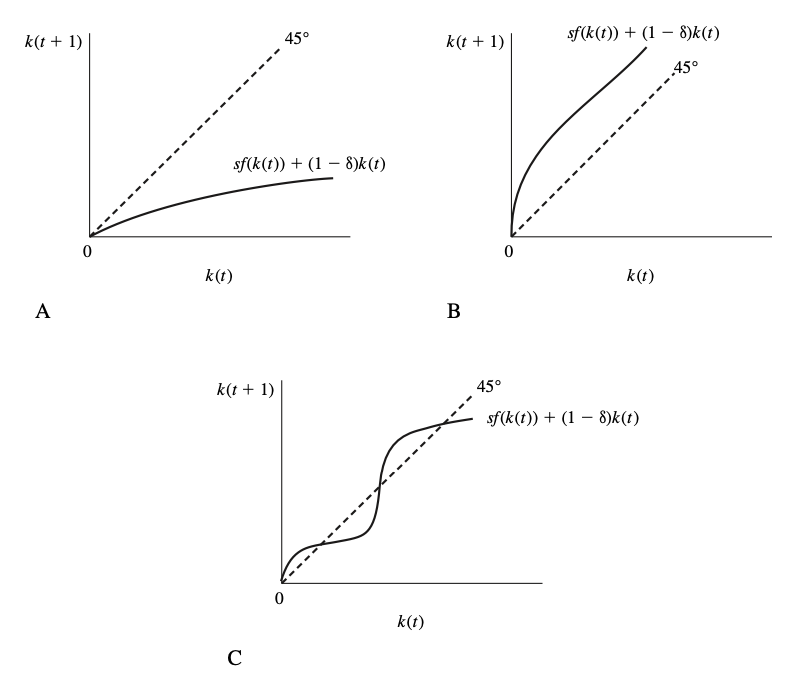 k(t + 1)
45°
sf(k(t)) + (1 − δ)k(t)
0
k(t)
A
k(t + 1)
sf(k(t)) + (1 − δ)k(t)
45°
0
k(t)
B
k(t + 1)
45°
sf(k(t)) + (1 − δ)k(t)
0
k(t)
C